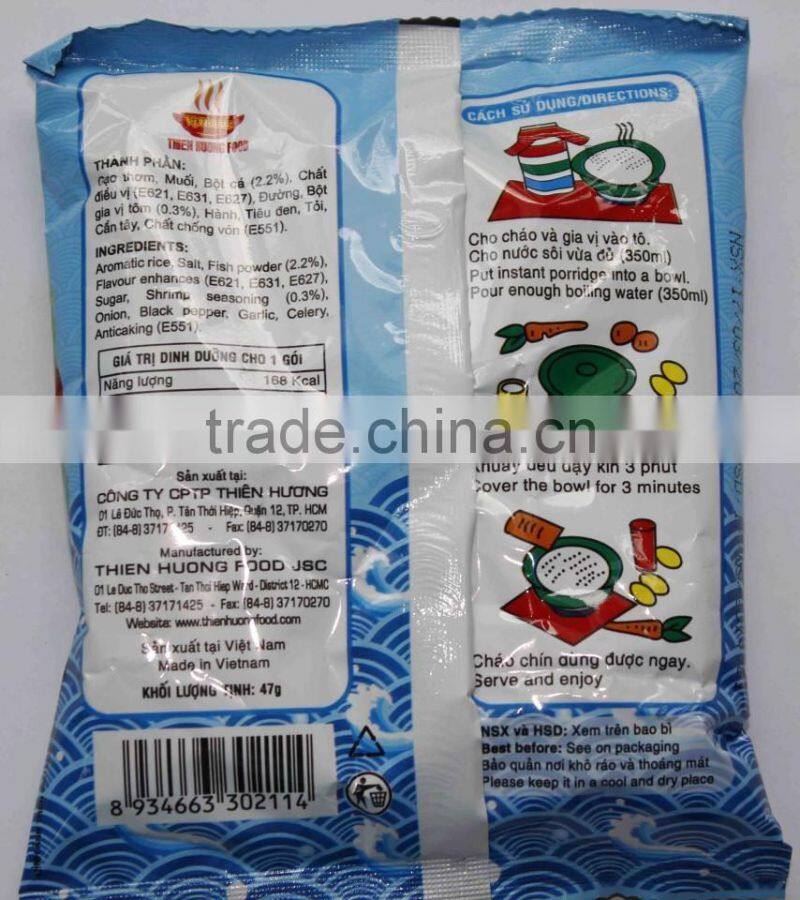 THIEN HUONG FOOD
THÀNH PHẦN:
Gạo thơm, Muối, Bột cá (2.2%), Chất
điều vị (E621, E631, E627), Đường, Bột
gia vị tôm (0.3%), Hành, Tiêu đen, Tỏi,
Cần tây, Chất chống vón (E551).
INGREDIENTS:
Aromatic rice, Salt, Fish powder (2.2%),
Flavour enhances (E621, E631, E627),
Sugar, Shrimp seasoning (0.3%),
Onion, Black pepper, Garlic, Celery,
Anticaking (E551).
GIÁ TRỊ DINH DƯỠNG CHO 1 GÓI
Năng lượng 168 Kcal
Sản xuất tại:
CÔNG TY CPTP THIÊN HƯƠNG
01 Lê Đức Thọ, P. Tân Thới Hiệp, Quận 12, TP. HCM
ĐT: (84-8) 37171425 - Fax: (84-8) 37170270
Manufactured by:
THIEN HUONG FOOD JSC
01 Le Duc Tho Street - Tan Thoi Hiep Ward - District 12 - HCMC
Tel: (84-8) 37171425 - Fax: (84-8) 37170270
Website: www.thienhuongfood.com
Sản xuất tại Việt Nam
Made in Vietnam
KHỐI LƯỢNG TỊNH: 47g
8 934663 302114
CÁCH SỬ DỤNG/DIRECTIONS:
Cho cháo và gia vị vào tô.
Cho nước sôi vừa đủ (350ml)
Put instant porridge into a bowl.
Pour enough boiling water (350ml)
Khuấy đều đậy kín 3 phút
Cover the bowl for 3 minutes
Cháo chín dùng được ngay.
Serve and enjoy
NSX và HSD: Xem trên bao bì
Best before: See on packaging
Bảo quản nơi khô ráo và thoáng mát
Please keep it in a cool and dry place
trade.china.cn